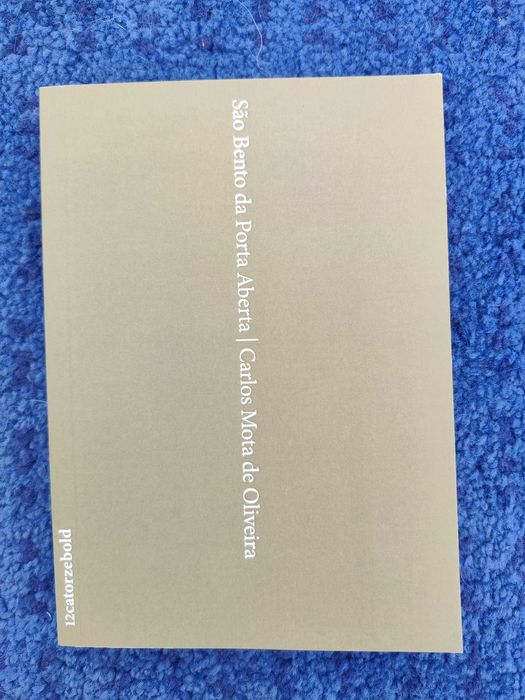 São Bento da Porta Aberta | Carlos Mota de Oliveira
12catorzebold